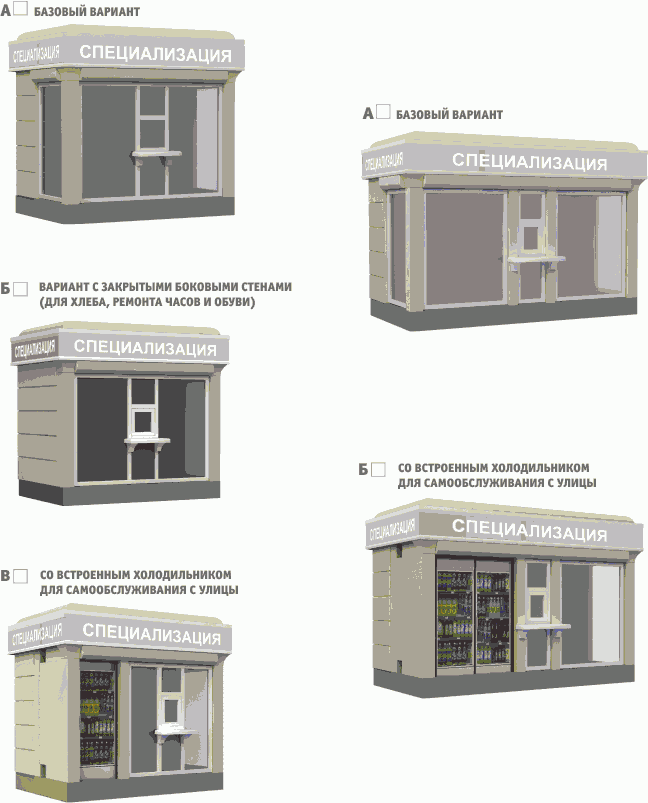 А БАЗОВЫЙ ВАРИАНТ
СПЕЦИАЛИЗАЦИЯ СПЕЦИАЛИЗАЦИЯ
Б ВАРИАНТ С ЗАКРЫТЫМИ БОКОВЫМИ СТЕНАМИ
(ДЛЯ ХЛЕБА, РЕМОНТА ЧАСОВ И ОБУВИ)
СПЕЦИАЛИЗАЦИЯ СПЕЦИАЛИЗАЦИЯ
В СО ВСТРОЕННЫМ ХОЛОДИЛЬНИКОМ
ДЛЯ САМООБСЛУЖИВАНИЯ С УЛИЦЫ
СПЕЦИАЛИЗАЦИЯ СПЕЦИАЛИЗАЦИЯ
А БАЗОВЫЙ ВАРИАНТ
СПЕЦИАЛИЗАЦИЯ СПЕЦИАЛИЗАЦИЯ
Б СО ВСТРОЕННЫМ ХОЛОДИЛЬНИКОМ
ДЛЯ САМООБСЛУЖИВАНИЯ С УЛИЦЫ
СПЕЦИАЛИЗАЦИЯ СПЕЦИАЛИЗАЦИЯ